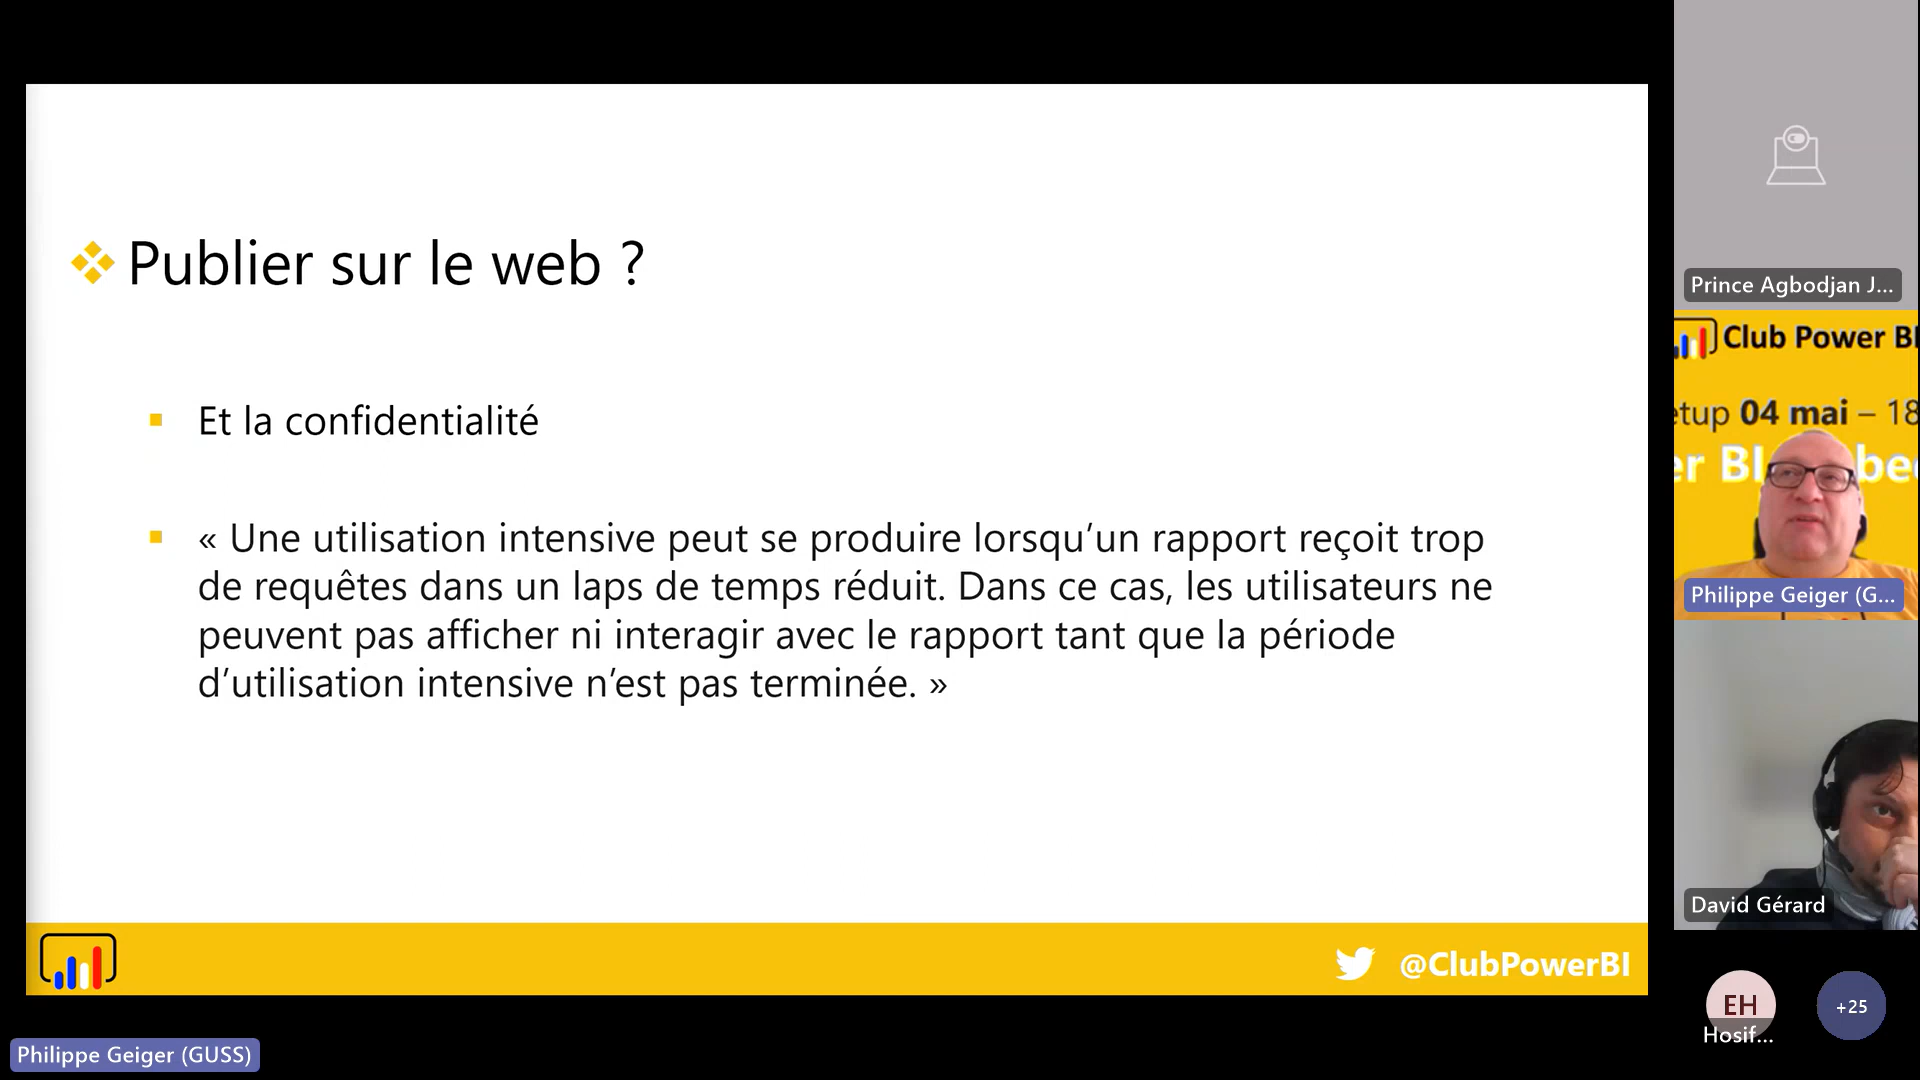 Publier sur le web ?
Et la confidentialité
« Une utilisation intensive peut se produire lorsqu’un rapport reçoit trop
de requêtes dans un laps de temps réduit. Dans ce cas, les utilisateurs ne
peuvent pas afficher ni interagir avec le rapport tant que la période
d’utilisation intensive n’est pas terminée. »
@ClubPowerBI
Philippe Geiger (GUSS)
Prince Agbodjan J...
Club Power BI
04 mai – 18
BI
Philippe Geiger (G...
David Gérard
EH
Hosif...
+25